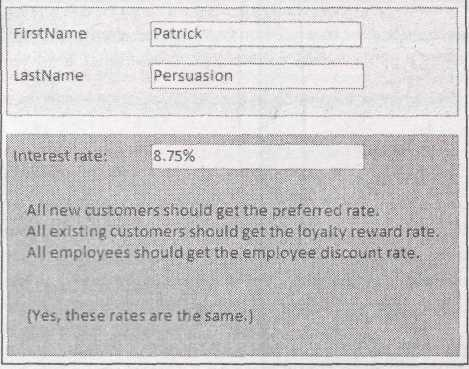 FirstName Patrick
LastName Persuasion
Interest rate: 8.75%
All new customers should get the preferred rate.
All existing customers should get the loyalty reward rate.
All employees should get the employee discount rate.
(Yes, these rates are the same.)